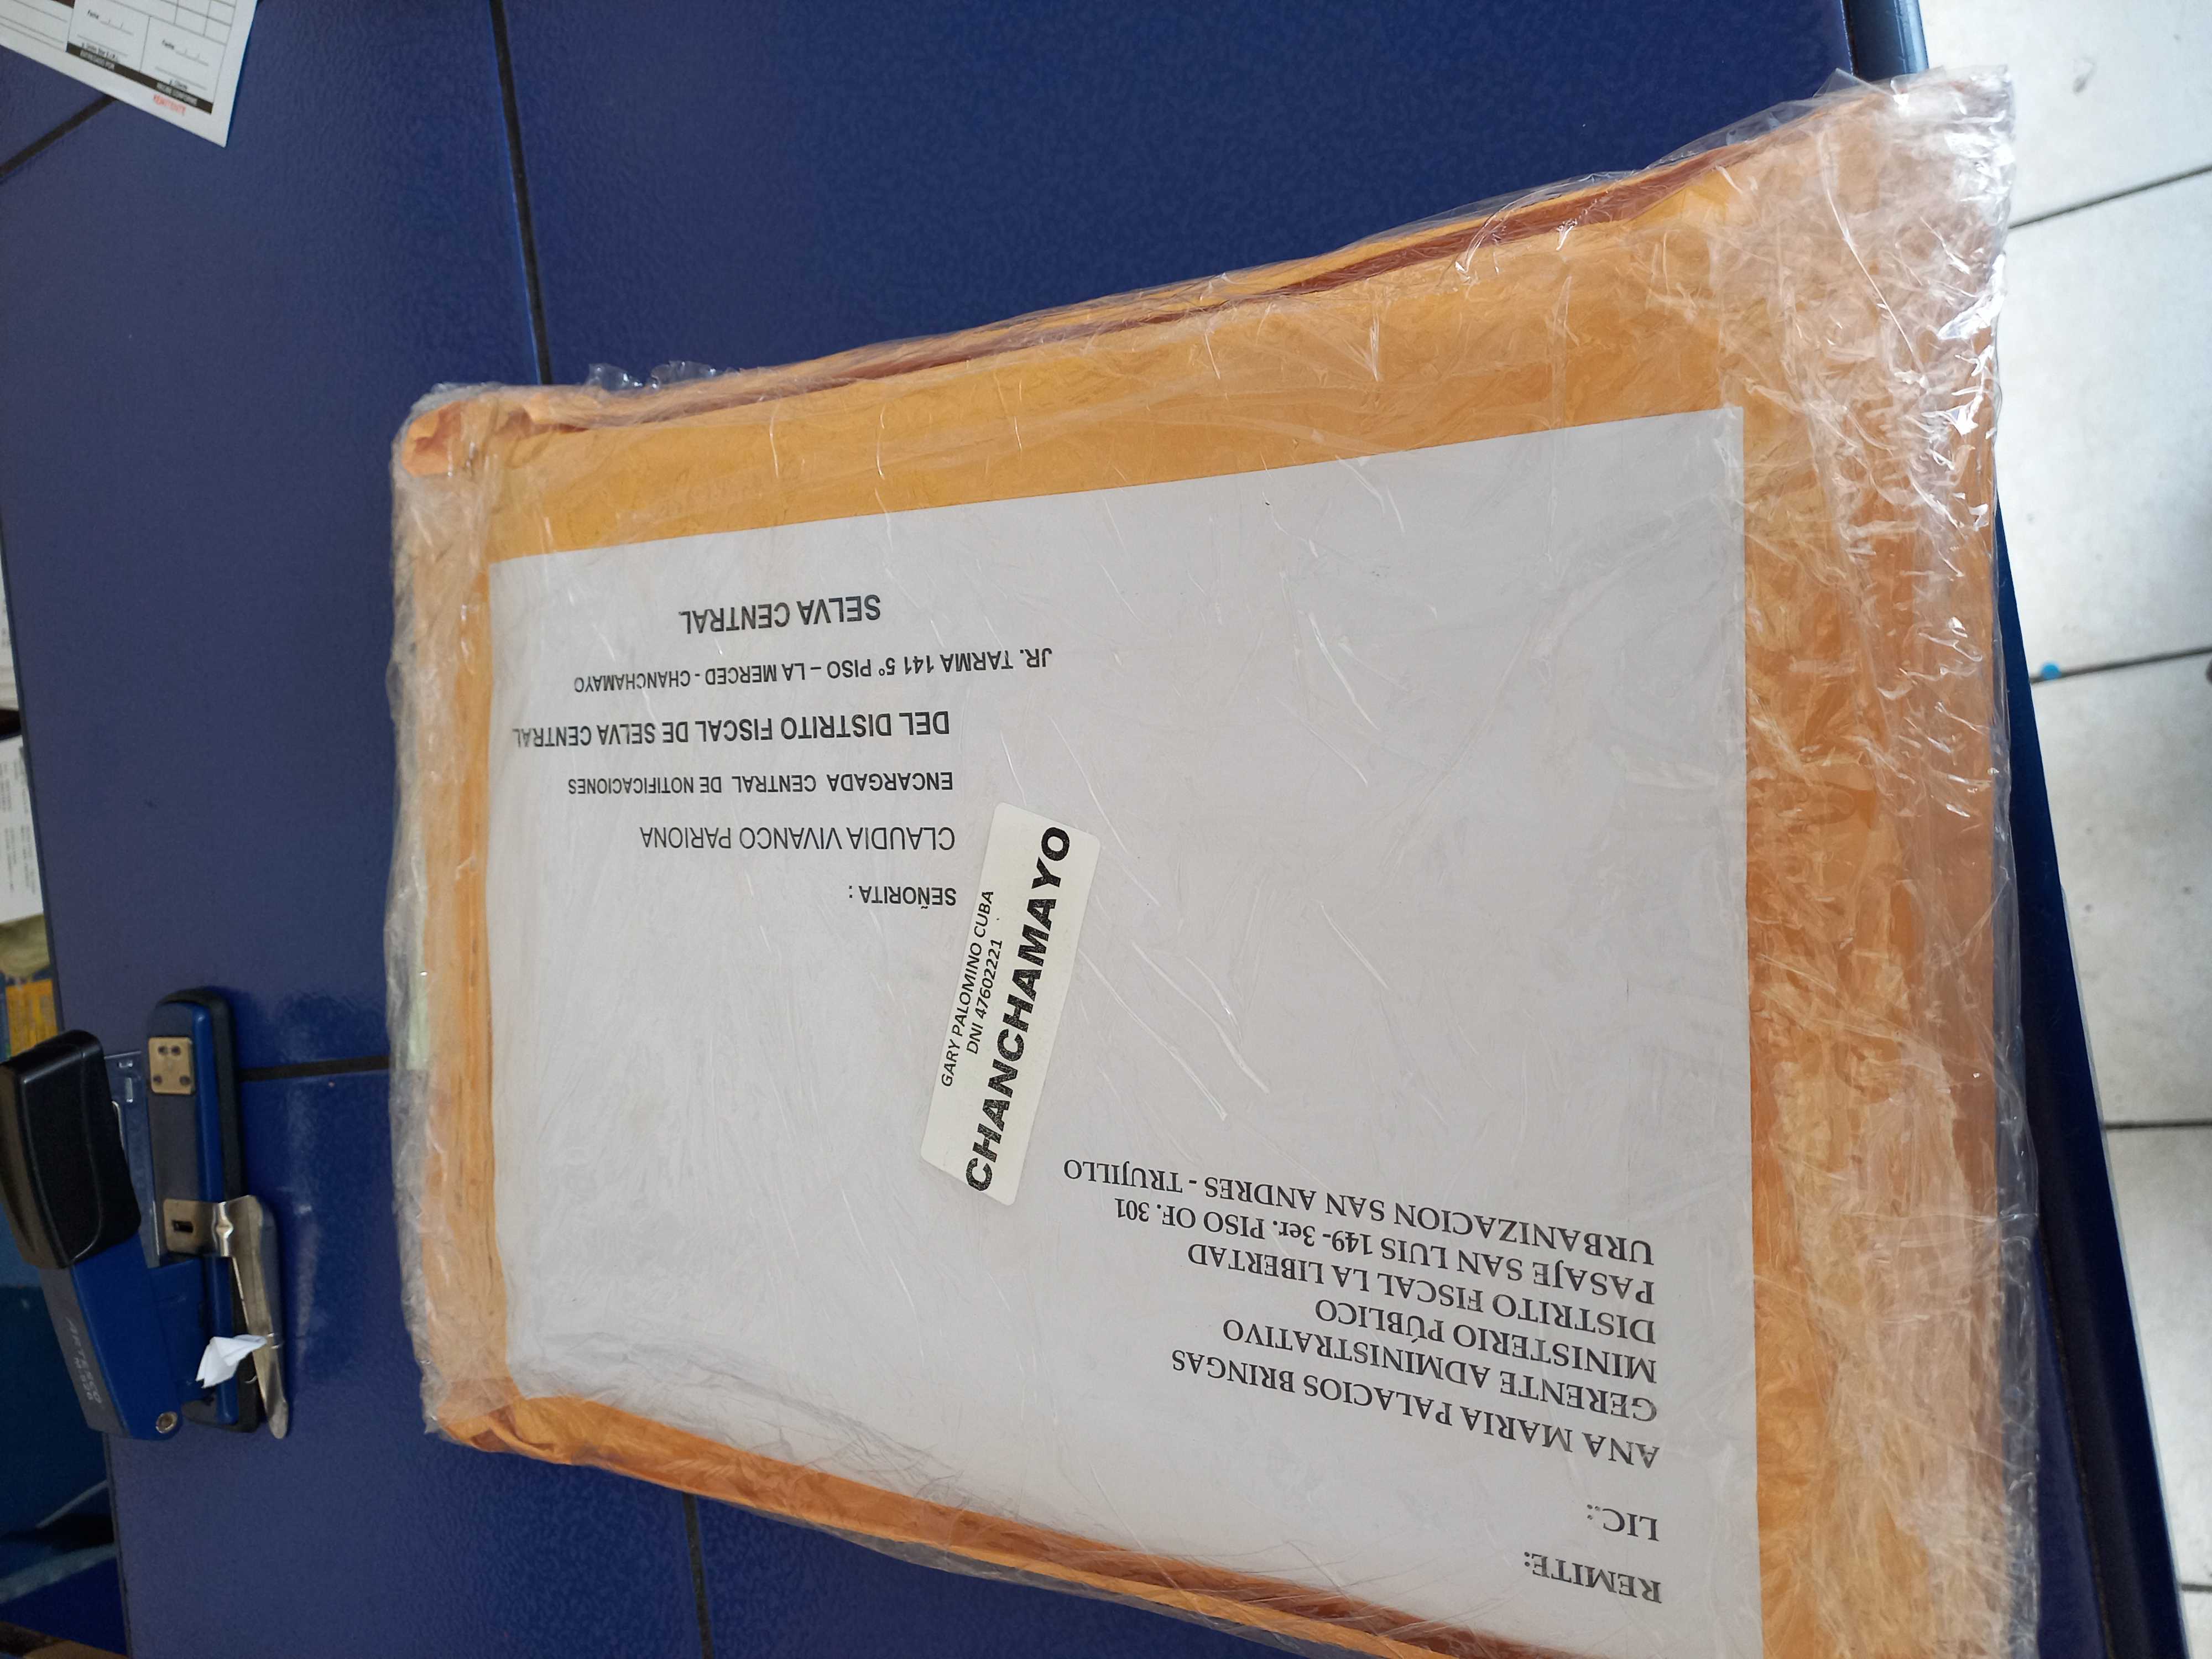 REMITE:
LIC.:
ANA MARIA PALACIOS BRINGAS
GERENTE ADMINISTRATIVO
MINISTERIO PÚBLICO
DISTRITO FISCAL LA LIBERTAD
PASAJE SAN LUIS 149- 3er. PISO OF. 301
URBANIZACION SAN ANDRES - TRUJILLO
GARY PALOMINO CUBA
DNI 47602221
CHANCHAMAYO
SEÑORITA :
CLAUDIA VIVANCO PARIONA
ENCARGADA CENTRAL DE NOTIFICACIONES
DEL DISTRITO FISCAL DE SELVA CENTRAL
JR. TARMA 141 5º PISO – LA MERCED - CHANCHAMAYO
SELVA CENTRAL
REMITENTE